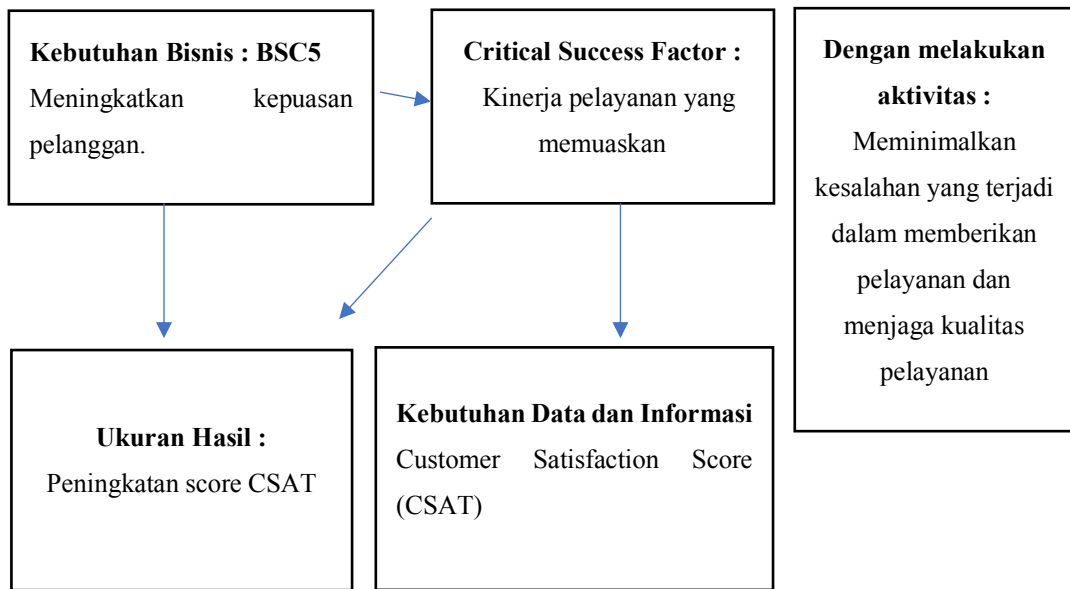 Kebutuhan Bisnis : BSC5
Meningkatkan kepuasan
pelanggan.
Critical Success Factor :
Kinerja pelayanan yang
memuaskan
Dengan melakukan
aktivitas :
Meminimalkan
kesalahan yang terjadi
dalam memberikan
pelayanan dan
menjaga kualitas
pelayanan
Ukuran Hasil :
Peningkatan score CSAT
Kebutuhan Data dan Informasi
Customer Satisfaction Score
(CSAT)